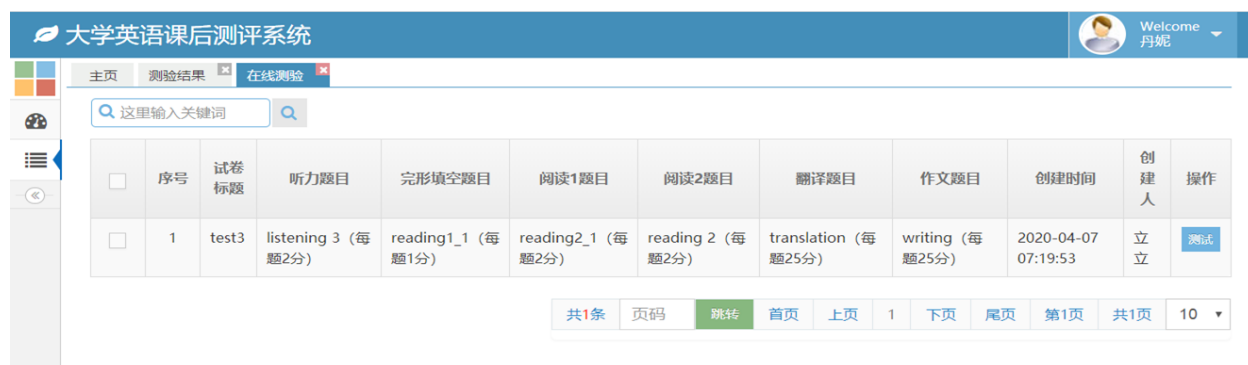 大学英语课后测评系统
Welcome
丹妮
主页 测验结果 在线测验
这里输入关键词
序号 试卷标题 听力题目 完形填空题目 阅读1题目 阅读2题目 翻译题目 作文题目 创建时间 创建人 操作
1 test3 listening 3（每题2分） reading1_1（每题1分） reading2_1（每题2分） reading 2（每题2分） translation（每题25分） writing（每题25分） 2020-04-07 07:19:53 立立 测试
共1条 页码 跳转 首页 上页 1 下页 尾页 第1页 共1页 10